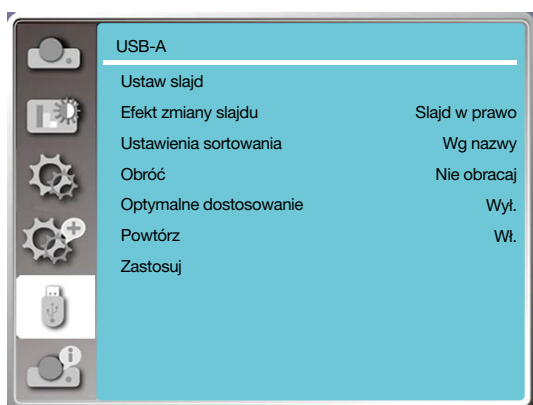 USB-A
Ustaw slajd
Efekt zmiany slajdu Slajd w prawo
Ustawienia sortowania Wg nazwy
Obróć Nie obracaj
Optymalne dostosowanie Wył.
Powtórz Wł.
Zastosuj